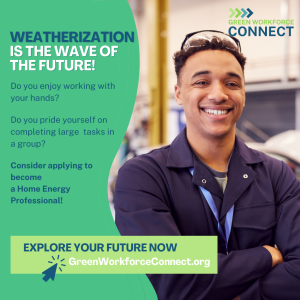 GREEN WORKFORCE
CONNECT
WEATHERIZATION
IS THE WAVE OF
THE FUTURE!
Do you enjoy working with
your hands?
Do you pride yourself on
completing large tasks in
a group?
Consider applying to
become
a Home Energy
Professional!
EXPLORE YOUR FUTURE NOW
GreenWorkforceConnect.org